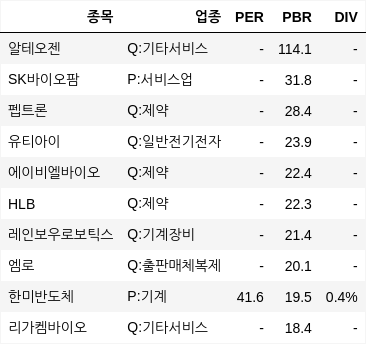 종목 업종 PER PBR DIV
알테오젠 Q:기타서비스 - 114.1 -
SK바이오팜 P:서비스업 - 31.8 -
펩트론 Q:제약 - 28.4 -
유티아이 Q:일반전기전자 - 23.9 -
에이비엘바이오 Q:제약 - 22.4 -
HLB Q:제약 - 22.3 -
레인보우로보틱스 Q:기계장비 - 21.4 -
엠로 Q:출판매체복제 - 20.1 -
한미반도체 P:기계 41.6 19.5 0.4%
리가켐바이오 Q:기타서비스 - 18.4 -